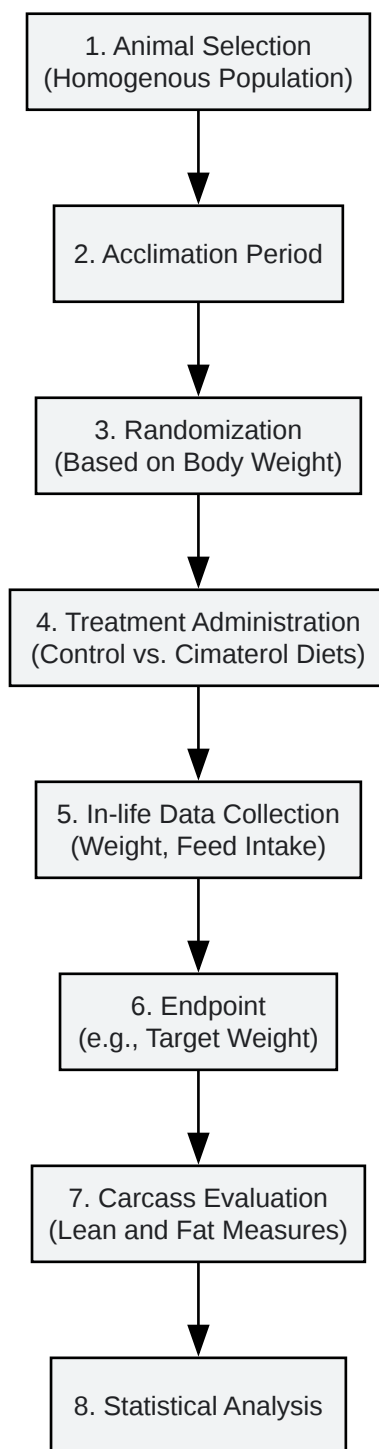 1. Animal Selection
(Homogenous Population)
2. Acclimation Period
3. Randomization
(Based on Body Weight)
4. Treatment Administration
(Control vs. Cimaterol Diets)
5. In-life Data Collection
(Weight, Feed Intake)
6. Endpoint
(e.g., Target Weight)
7. Carcass Evaluation
(Lean and Fat Measures)
8. Statistical Analysis